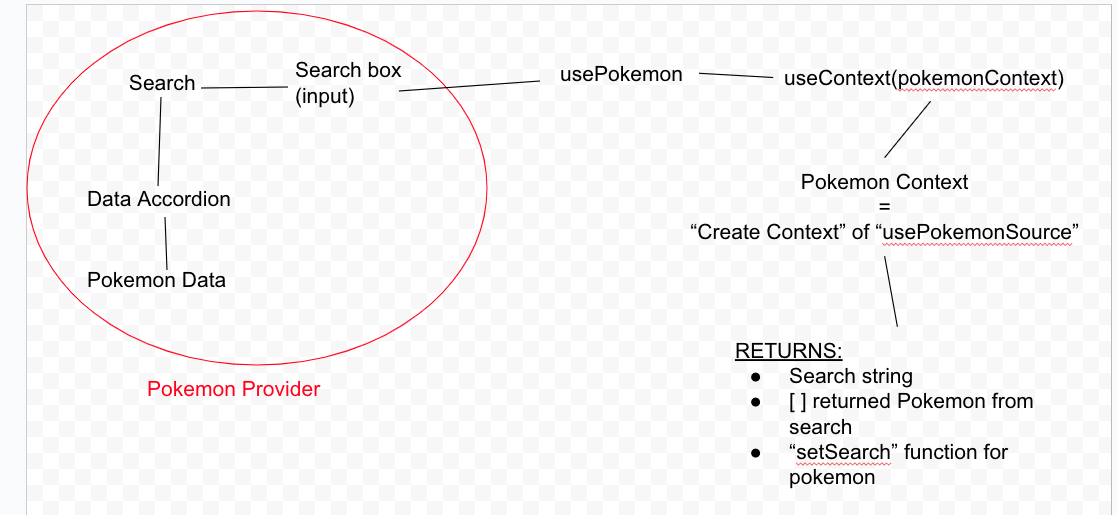 Search
Search box
(input)
usePokemon
useContext(pokemonContext)
Data Accordion
Pokemon Data
Pokemon Provider
Pokemon Context
=
“Create Context” of “usePokemonSource”
RETURNS:
● Search string
● [ ] returned Pokemon from
search
● “setSearch” function for
pokemon